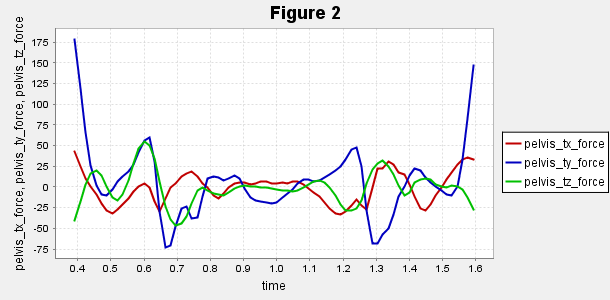 Figure 2
pelvis_tx_force, pelvis_ty_force, pelvis_tz_force
175
150
125
100
75
50
25
0
-25
-50
-75
0.4 0.5 0.6 0.7 0.8 0.9 1.0 1.1 1.2 1.3 1.4 1.5 1.6
time
pelvis_tx_force
pelvis_ty_force
pelvis_tz_force